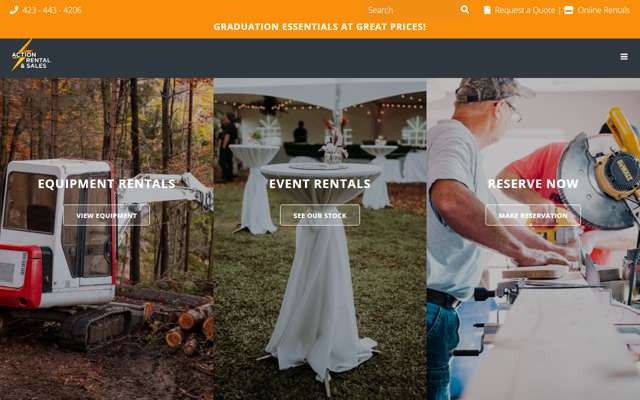 423 - 443 - 4206
Search
Request a Quote | Online Rentals
GRADUATION ESSENTIALS AT GREAT PRICES!
ACTION
RENTAL
& SALES
EQUIPMENT RENTALS
VIEW EQUIPMENT
EVENT RENTALS
SEE OUR STOCK
RESERVE NOW
MAKE RESERVATION
DEWALT